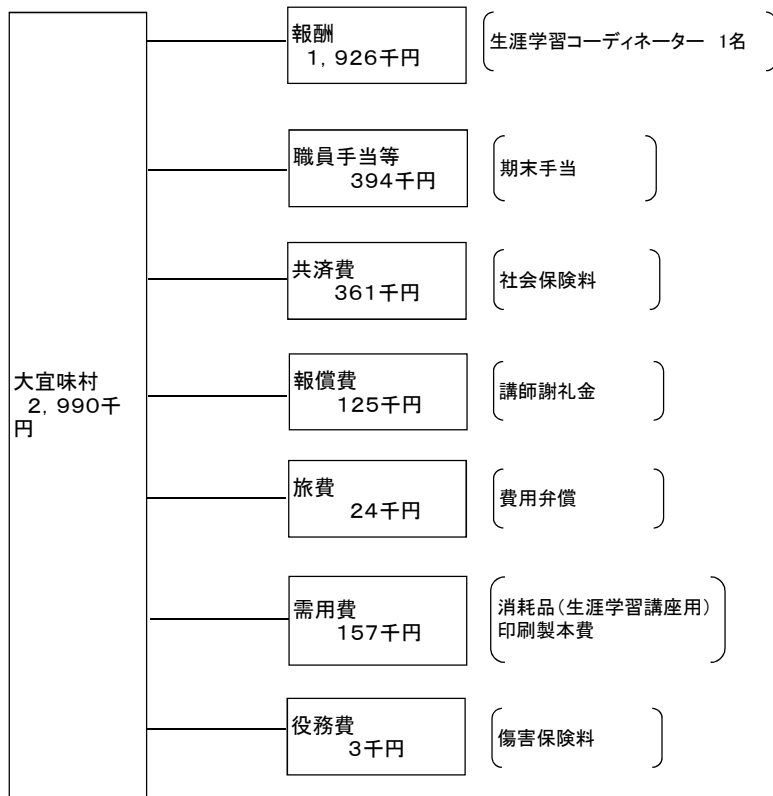 大宜味村
2,990千
円
報酬
1,926千円
生涯学習コーディネーター 1名
職員手当等
394千円
期末手当
共済費
361千円
社会保険料
報償費
125千円
講師謝礼金
旅費
24千円
費用弁償
需用費
157千円
消耗品(生涯学習講座用)
印刷製本費
役務費
3千円
傷害保険料